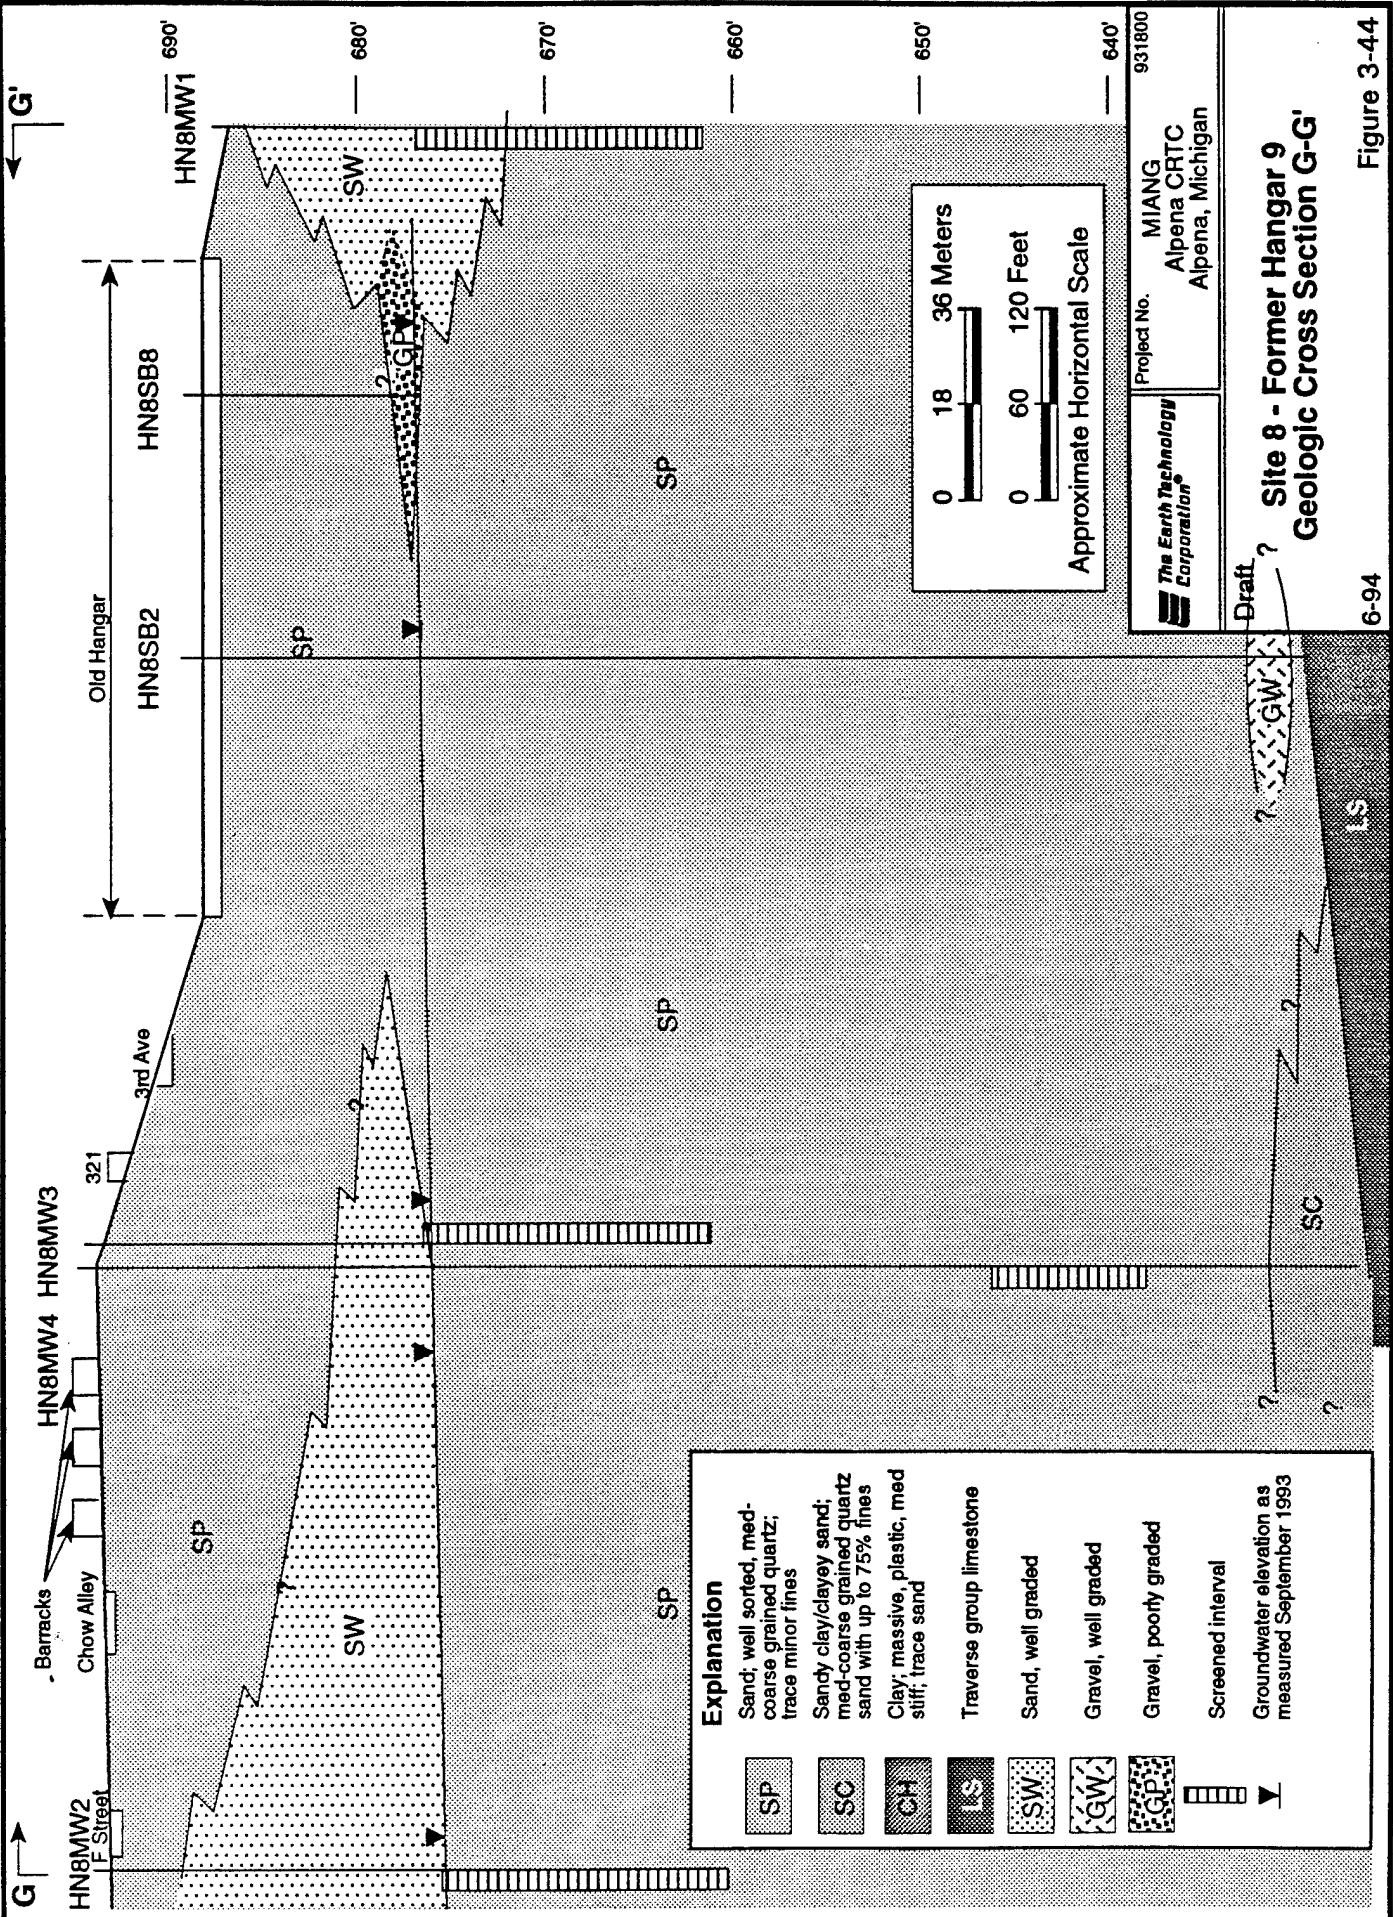 G
G'
HN8MW2
F Street
Chow Alley
Barracks
HN8MW4
HN8MW3
321
3rd Ave
Old Hangar
HN8SB2
HN8SB8
HN8MW1
690'
680'
670'
660'
650'
640'
SP
SW
?
SP
?
SP
SP
?
GP
SW
SP
SP
?
?
SC
?
?
GW
?
LS
Explanation
SP
Sand; well sorted, med-
coarse grained quartz;
trace minor fines
SC
Sandy clay/clayey sand;
med-coarse grained quartz
sand with up to 75% fines
CH
Clay; massive, plastic, med
stiff; trace sand
LS
Traverse group limestone
SW
Sand, well graded
GW
Gravel, well graded
GP
Gravel, poorly graded
Screened interval
Groundwater elevation as
measured September 1993
0 18 36 Meters
0 60 120 Feet
Approximate Horizontal Scale
The Earth Technology
Corporation®
Project No. 931800
MIANG
Alpena CRTC
Alpena, Michigan
Draft
Site 8 - Former Hangar 9
Geologic Cross Section G-G'
6-94
Figure 3-44